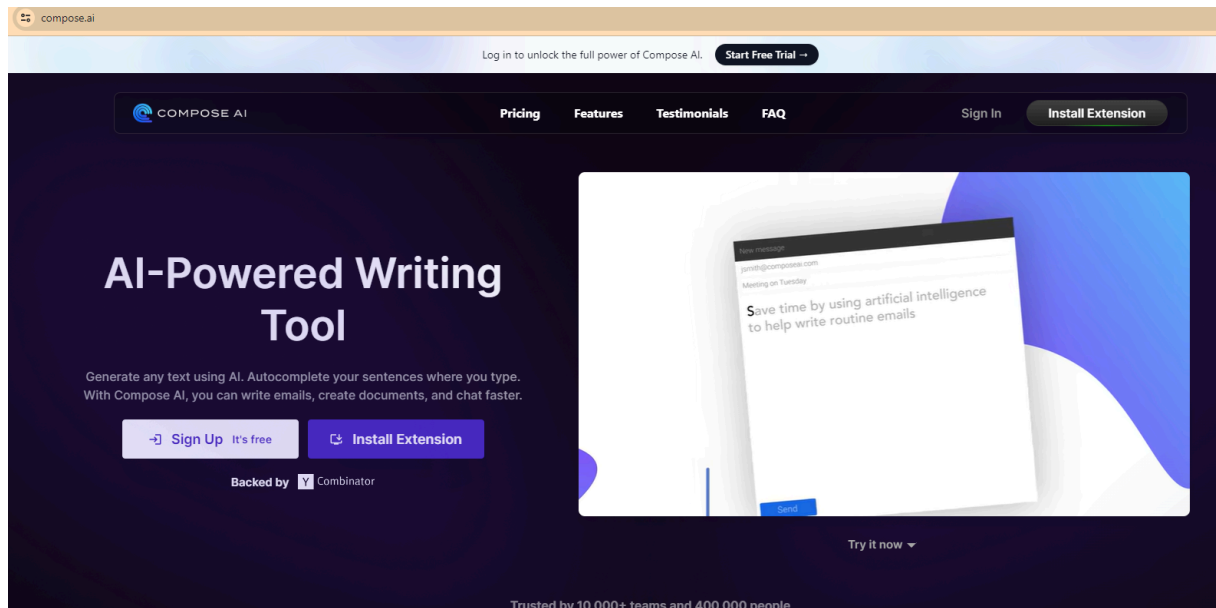 compose.ai
Log in to unlock the full power of Compose AI. Start Free Trial →
COMPOSE AI Pricing Features Testimonials FAQ Sign In Install Extension
New message
jsmith@composeai.com
Meeting on Tuesday
Save time by using artificial intelligence
to help write routine emails
Send
AI-Powered Writing
Tool
Generate any text using AI. Autocomplete your sentences where you type.
With Compose AI, you can write emails, create documents, and chat faster.
Sign Up It's free Install Extension
Backed by Y Combinator
Try it now
Trusted by 10,000+ teams and 400,000 people